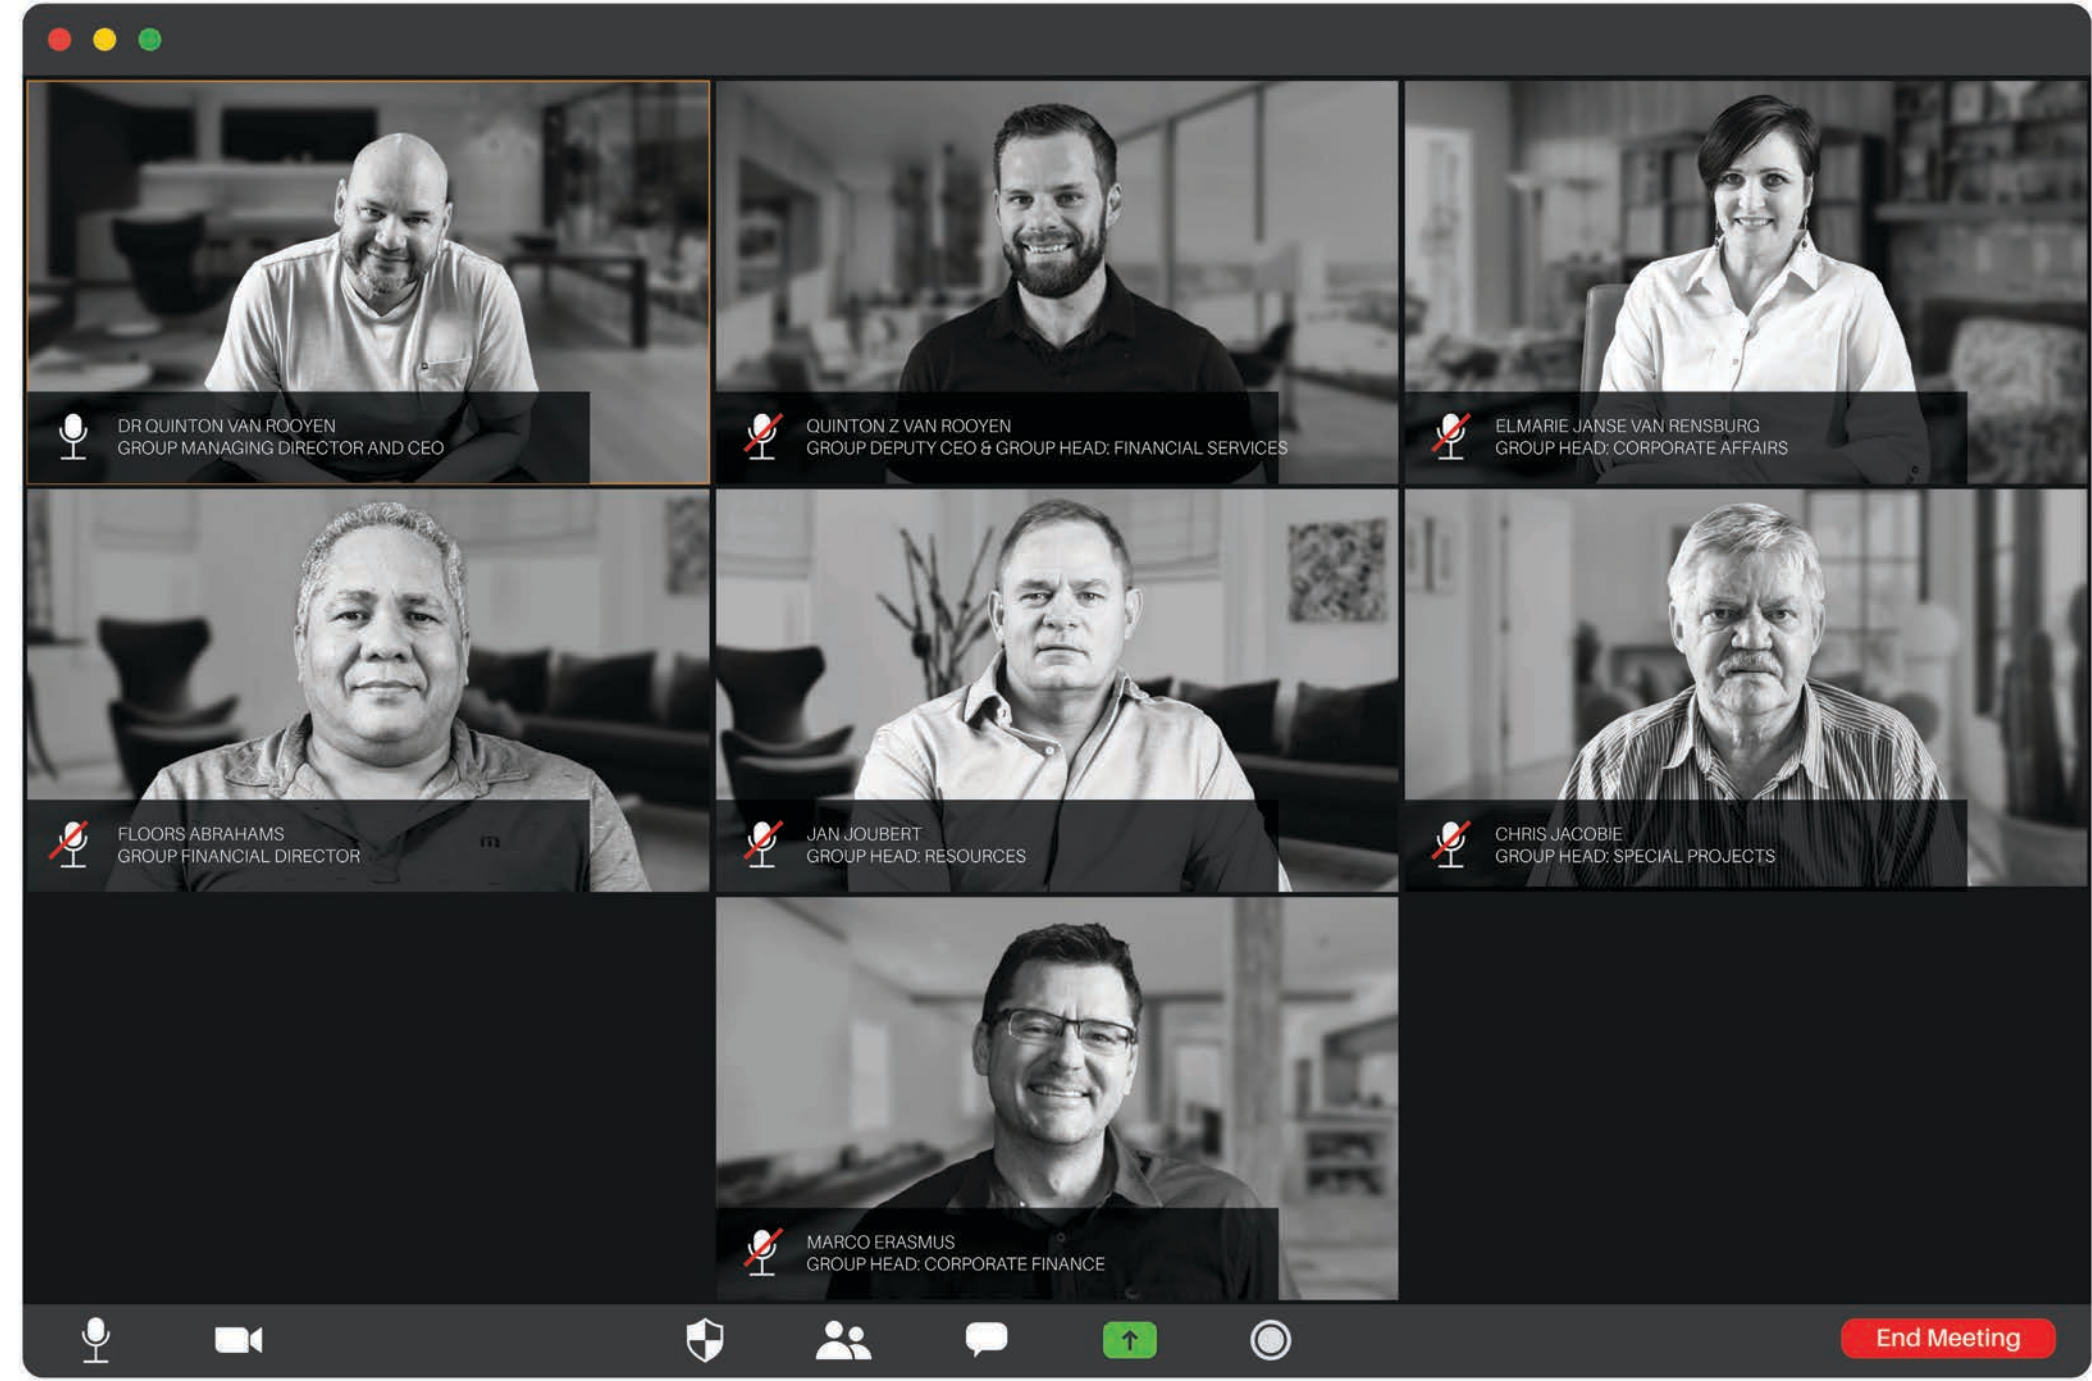 DR QUINTON VAN ROOYEN
GROUP MANAGING DIRECTOR AND CEO
QUINTON Z VAN ROOYEN
GROUP DEPUTY CEO & GROUP HEAD: FINANCIAL SERVICES
ELMARIE JANSE VAN RENSBURG
GROUP HEAD: CORPORATE AFFAIRS
FLOORS ABRAHAMS
GROUP FINANCIAL DIRECTOR
JAN JOUBERT
GROUP HEAD: RESOURCES
CHRIS JACOBIE
GROUP HEAD: SPECIAL PROJECTS
MARCO ERASMUS
GROUP HEAD: CORPORATE FINANCE
End Meeting